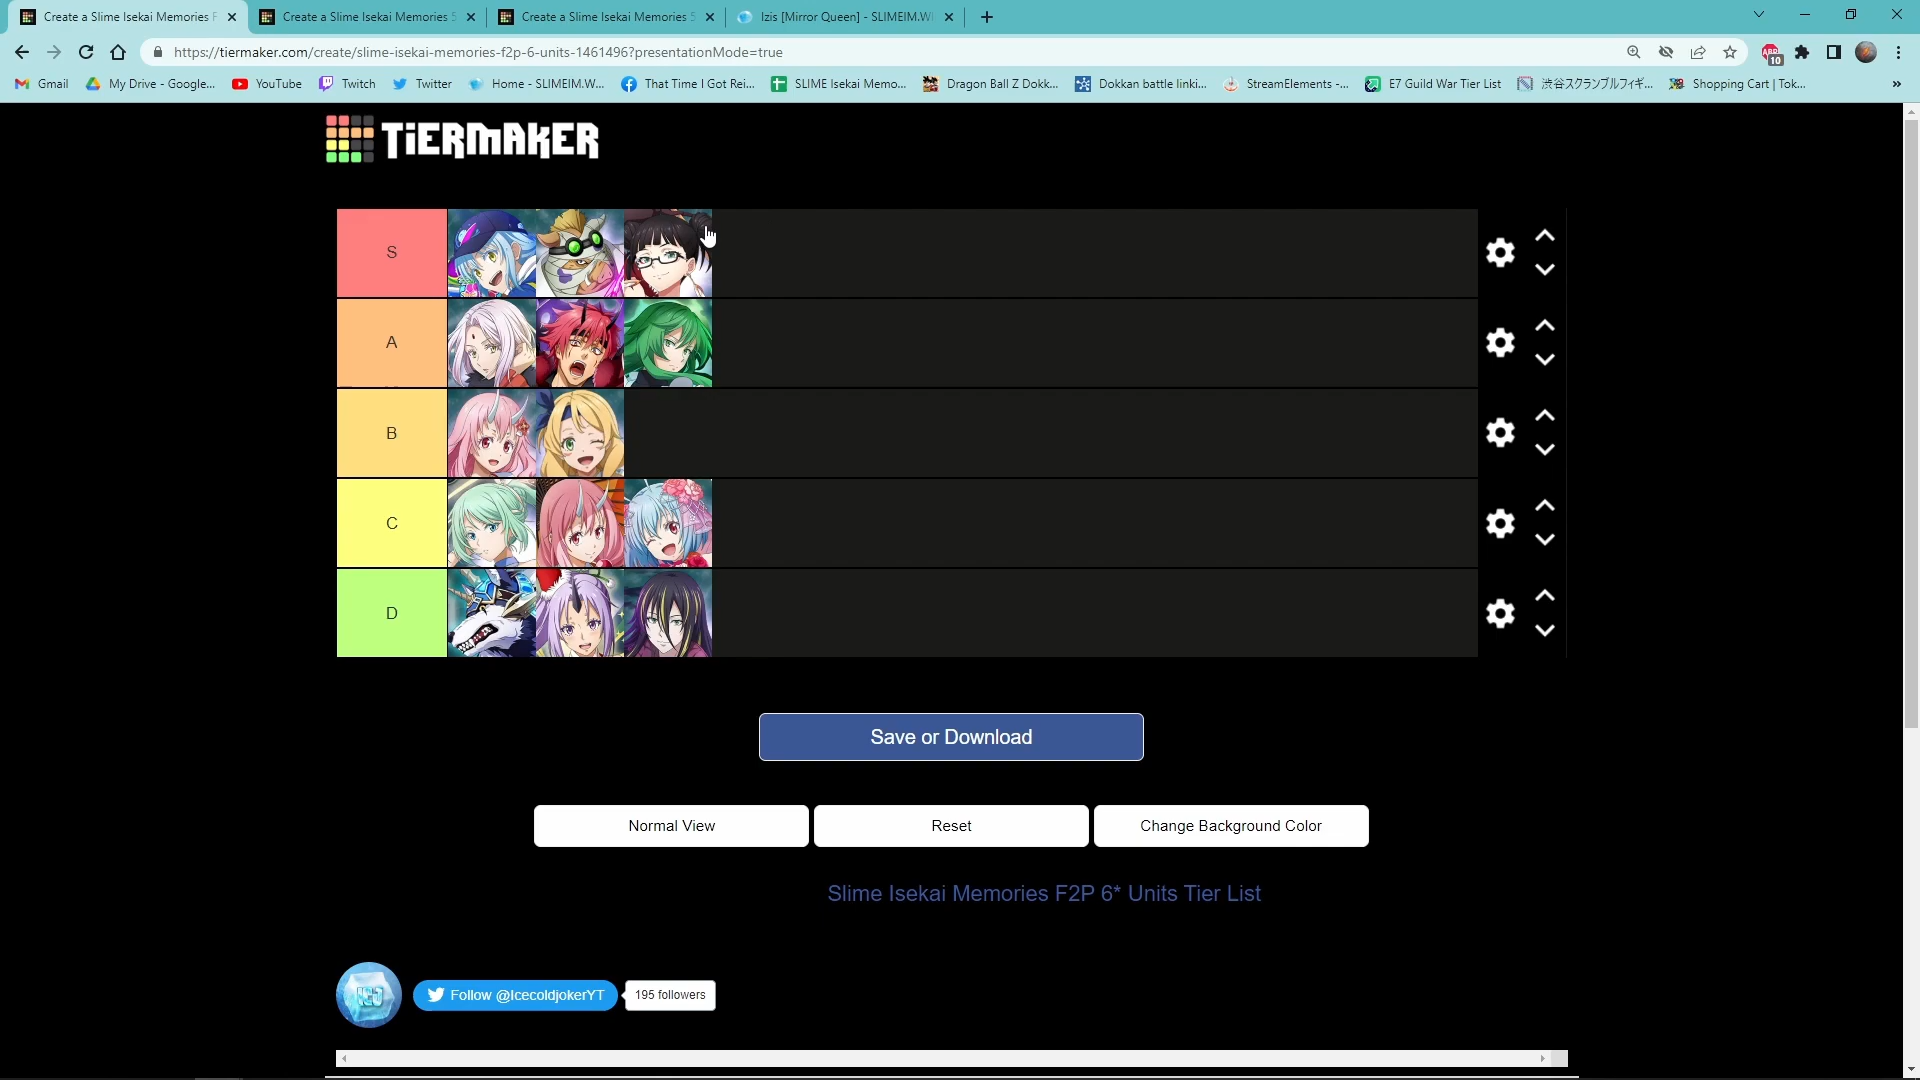 Create a Slime Isekai Memories F
Create a Slime Isekai Memories 5
Create a Slime Isekai Memories 5
Izis [Mirror Queen] - SLIMEIM.WI
https://tiermaker.com/create/slime-isekai-memories-f2p-6-units-1461496?presentationMode=true
ABP
10
Gmail
My Drive - Google...
YouTube
Twitch
Twitter
Home - SLIMEIM.W...
That Time I Got Rei...
SLIME Isekai Memo...
Dragon Ball Z Dokk...
Dokkan battle linki...
StreamElements -...
E7 Guild War Tier List
渋谷スクランブルフィギ...
Shopping Cart | Tok...
TiERMAKER
S
A
B
C
D
Save or Download
Normal View
Reset
Change Background Color
Slime Isekai Memories F2P 6* Units Tier List
Follow @IcecoldjokerYT
195 followers